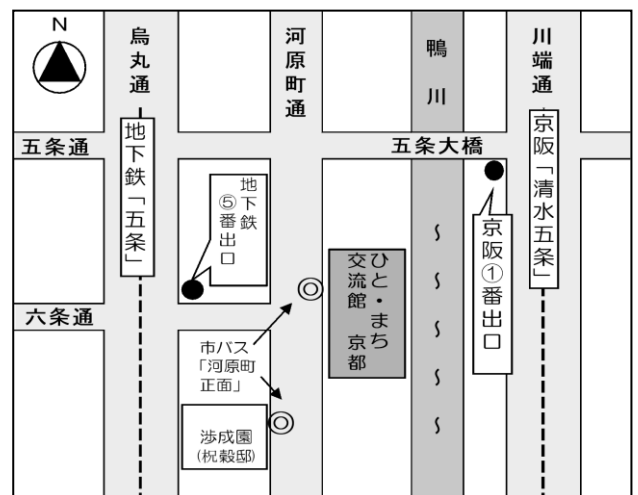 N
烏丸通
河原町通
鴨川
川端通
五条通
五条大橋
地下鉄「五条」
地下鉄
⑤番出口
京阪「清水五条」
京阪①番出口
ひと・まち
交流館 京都
六条通
市バス
「河原町
正面」
渉成園
(枳穀邸)